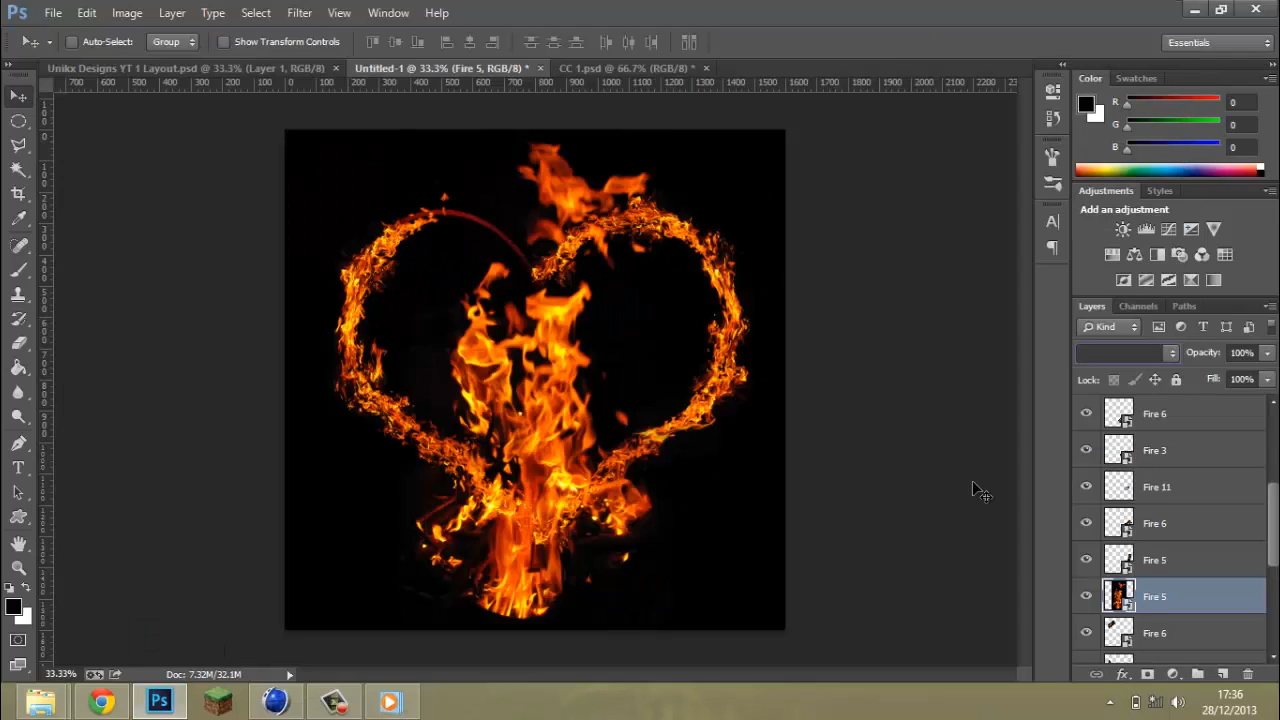 Ps File Edit Image Layer Type Select Filter View Window Help
Auto-Select: Group Show Transform Controls Essentials
Unikx Designs YT 1 Layout.psd @ 33.3% (Layer 1, RGB/8) × Untitled-1 @ 33.3% (Fire 5, RGB/8) * × CC 1.psd @ 66.7% (RGB/8) * ×
700 600 500 400 300 200 100 0 100 200 300 400 500 600 700 800 900 1000 1100 1200 1300 1400 1500 1600 1700 1800 1900 2000 2100 2200
Color Swatches
R 0
G 0
B 0
Adjustments Styles
Add an adjustment
Layers Channels Paths
Kind
Opacity: 100%
Lock: Fill: 100%
Fire 6
Fire 3
Fire 11
Fire 6
Fire 5
Fire 5
Fire 6
33.33% Doc: 7.32M/32.1M
Ps
17:36
28/12/2013